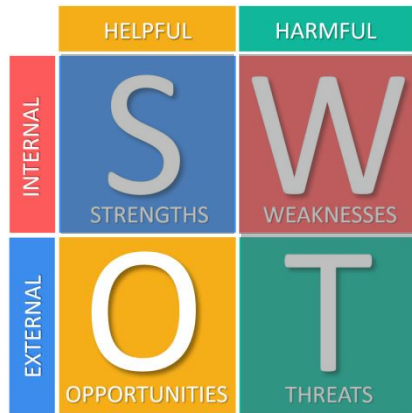 HELPFUL HARMFUL
INTERNAL
S W
STRENGTHS WEAKNESSES
EXTERNAL
O T
OPPORTUNITIES THREATS